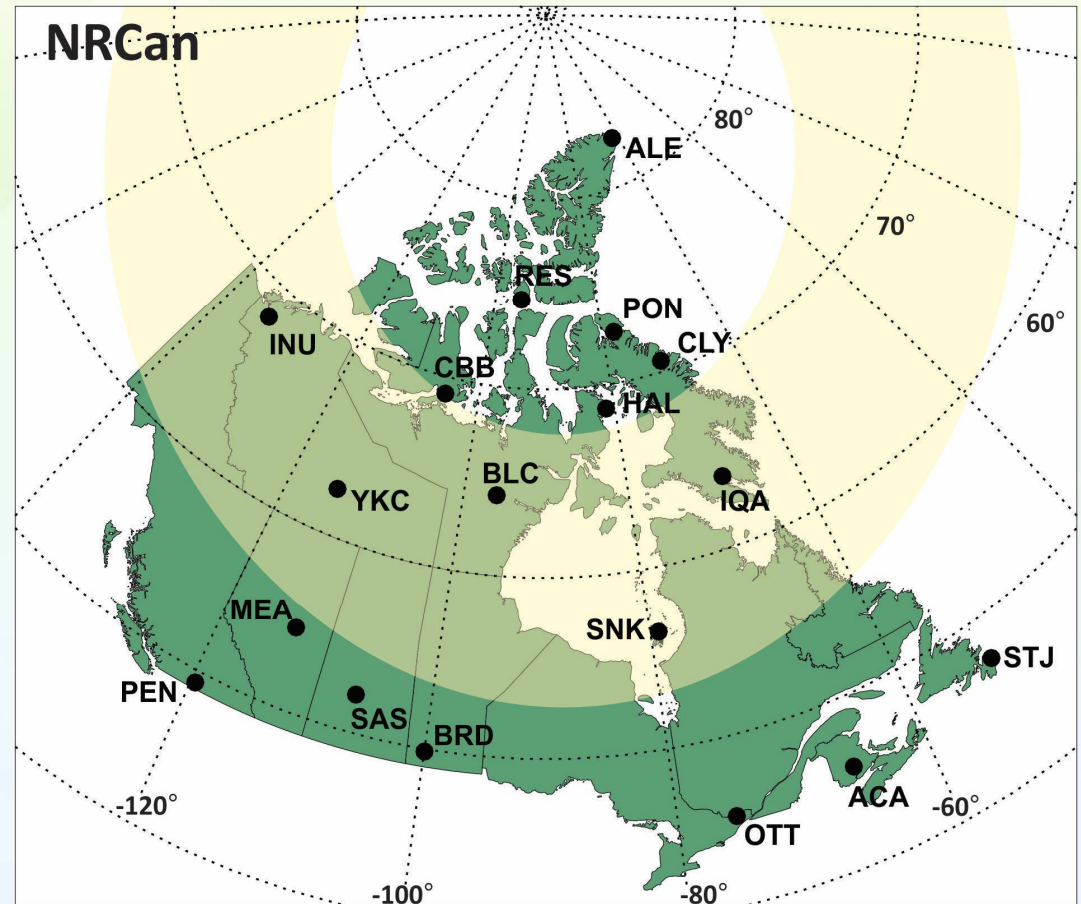 NRCan
80°
ALE
70°
RES
PON
60°
INU
CLY
CBB
HAL
BLC
YKC
IQA
MEA
SNK
STJ
PEN
SAS
BRD
ACA
-120°
-60°
OTT
-100°
-80°